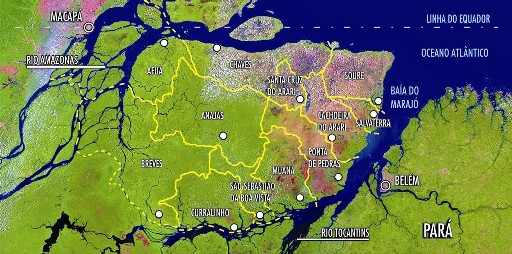 MACAPÁ
LINHA DO EQUADOR
OCEANO ATLÂNTICO
RIO AMAZONAS
AFUÁ
CHAVES
SANTA CRUZ
DO ARARI
SOURE
BAÍA DO
MARAJÓ
ANAJÁS
CACHOEIRA
DO ARARI
SALVATERRA
BREVES
MUANÁ
PONTA
DE PEDRAS
BELÉM
SÃO SEBASTIÃO
DA BOA VISTA
CURRALINHO
RIO TOCANTINS
PARÁ